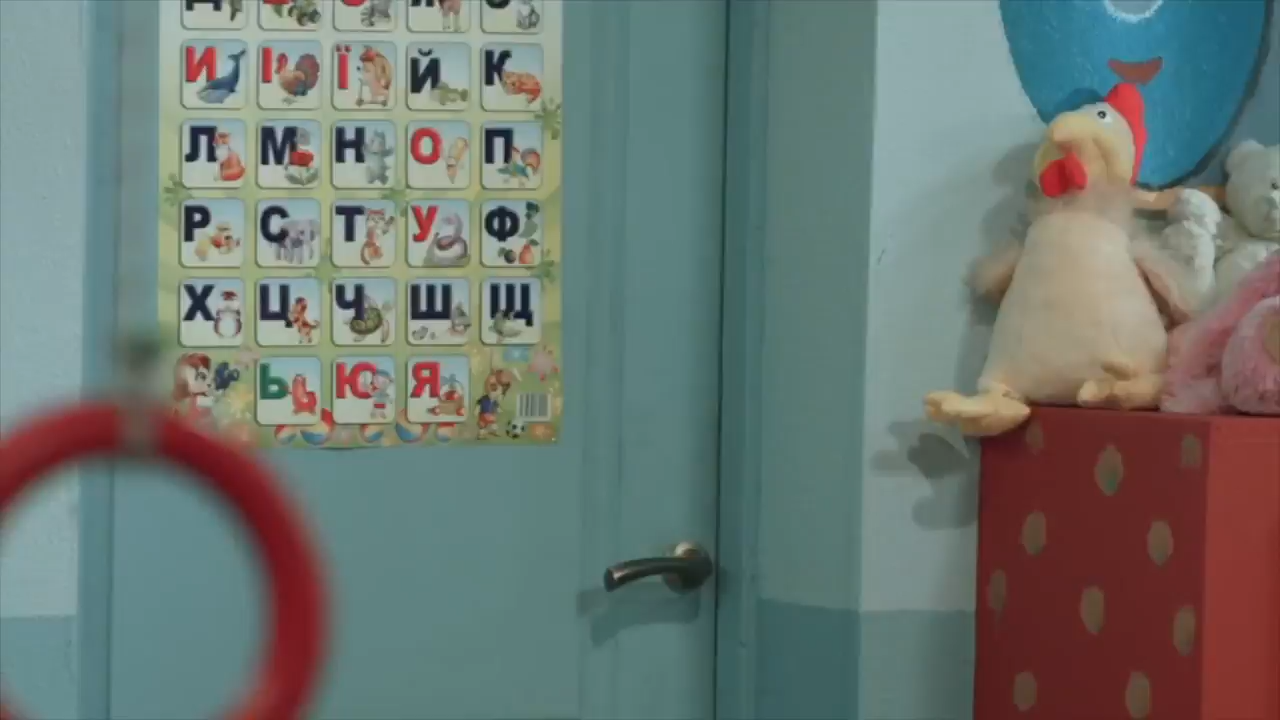 И І Ї Й К
Л М Н О П
Р С Т У Ф
Х Ц Ч Ш Щ
Ь Ю Я